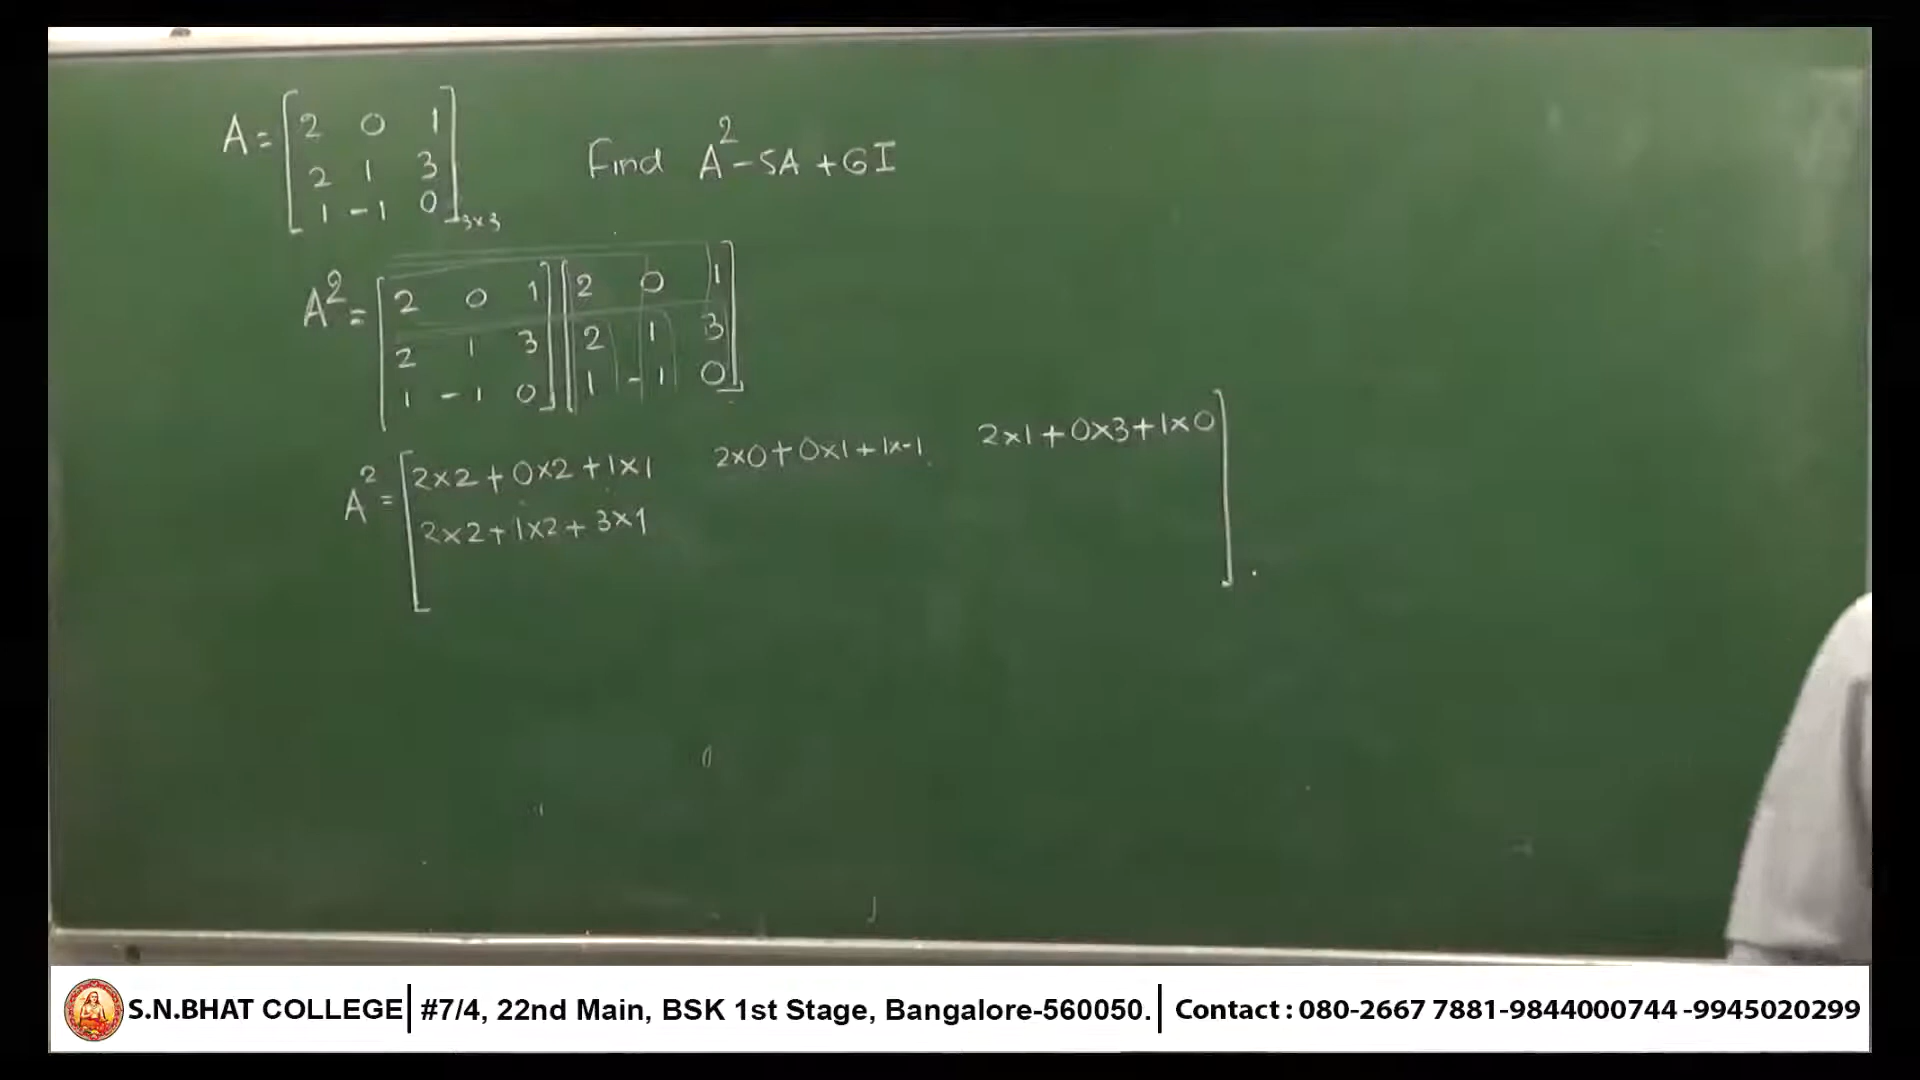 A = [ 2 0 1
2 1 3
1 -1 0 ]3×3
Find A² - 5A + 6I
A² = [ 2 0 1 ] [ 2 0 1 ]
2 1 3 2 1 3
1 -1 0 1 -1 0
A² = [ 2×2+0×2+1×1 2×0+0×1+1×-1 2×1+0×3+1×0 ]
2×2+1×2+3×1
S.N.BHAT COLLEGE | #7/4, 22nd Main, BSK 1st Stage, Bangalore-560050. | Contact : 080-2667 7881-9844000744 -9945020299